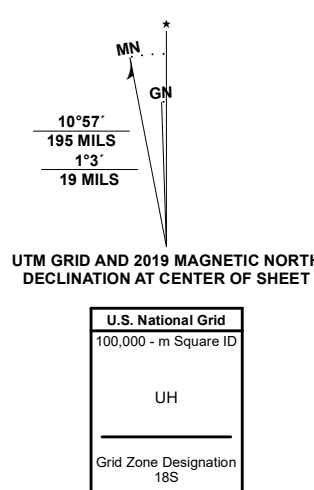 MN
GN
10°57´
195 MILS
1°3´
19 MILS
UTM GRID AND 2019 MAGNETIC NORTH
DECLINATION AT CENTER OF SHEET
U.S. National Grid
100,000 - m Square ID
UH
Grid Zone Designation
18S